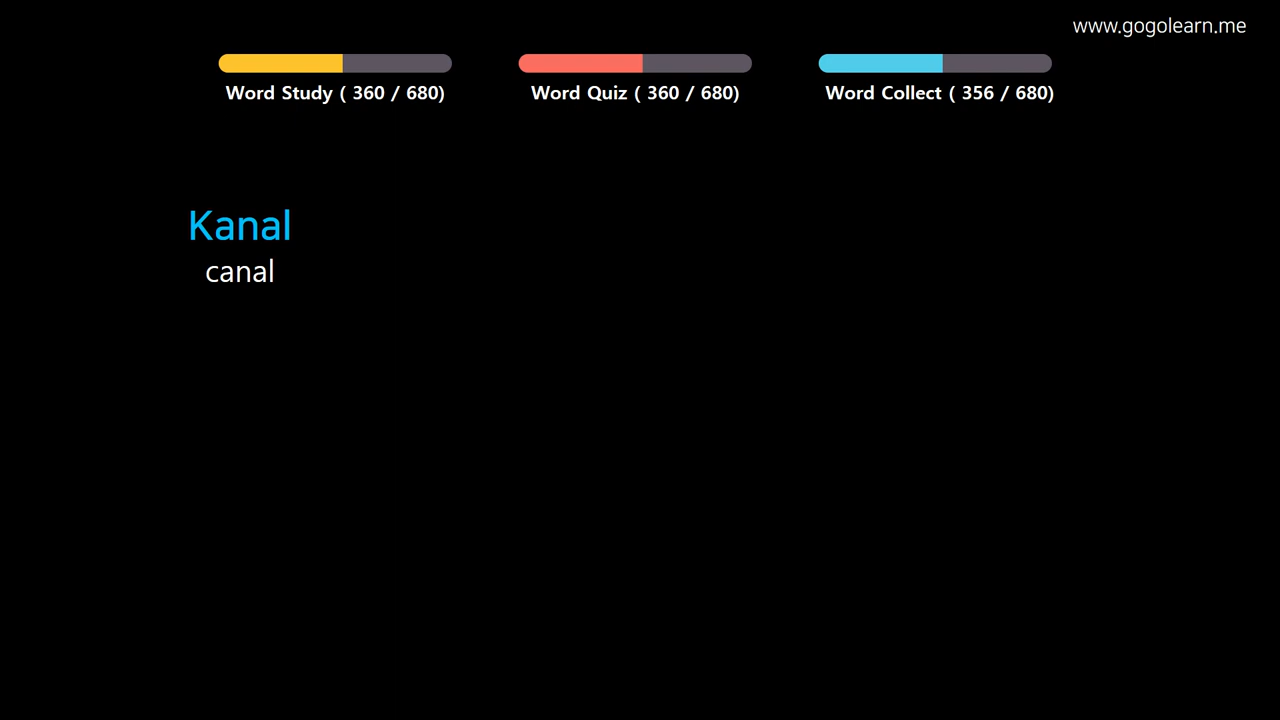 www.gogolearn.me
Word Study ( 360 / 680)
Word Quiz ( 360 / 680)
Word Collect ( 356 / 680)
Kanal
canal